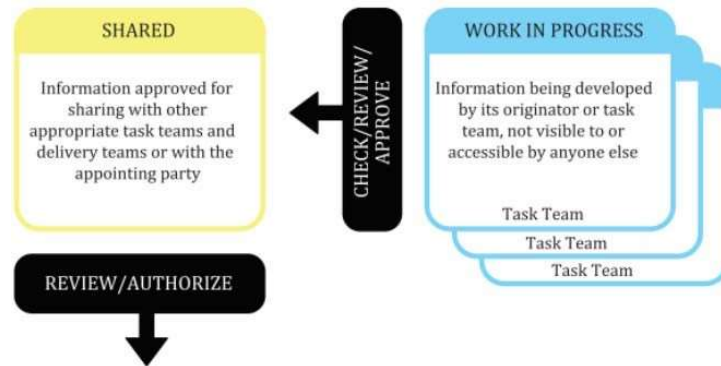 SHARED
Information approved for
sharing with other
appropriate task teams and
delivery teams or with the
appointing party
CHECK/REVIEW/
APPROVE
WORK IN PROGRESS
Information being developed
by its originator or task
team, not visible to or
accessible by anyone else
Task Team
Task Team
Task Team
REVIEW/AUTHORIZE